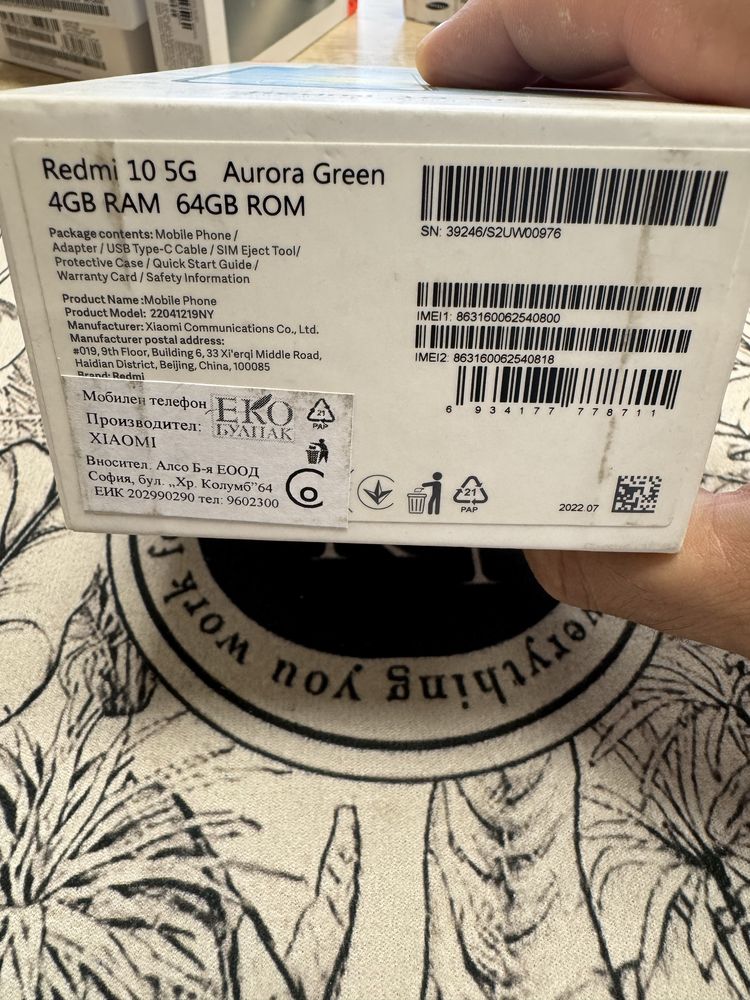 Redmi 10 5G Aurora Green
4GB RAM 64GB ROM
Package contents: Mobile Phone /
Adapter / USB Type-C Cable / SIM Eject Tool/
Protective Case / Quick Start Guide /
Warranty Card / Safety Information
Product Name :Mobile Phone
Product Model: 22041219NY
Manufacturer: Xiaomi Communications Co., Ltd.
Manufacturer postal address:
#019, 9th Floor, Building 6, 33 Xi'erqi Middle Road,
Haidian District, Beijing, China, 100085
Brand: Redmi
SN: 39246/S2UW00976
IMEI1: 863160062540800
IMEI2: 863160062540818
6 934177 778711
Мобилен телефон
Производител:
XIAOMI
ЕКО
БУЛПАК
21
PAP
Вносител: Алсо Б-я ЕООД
София, бул. „Хр. Колумб"64
ЕИК 202990290 тел: 9602300
21
PAP
2022.07
everything you work f